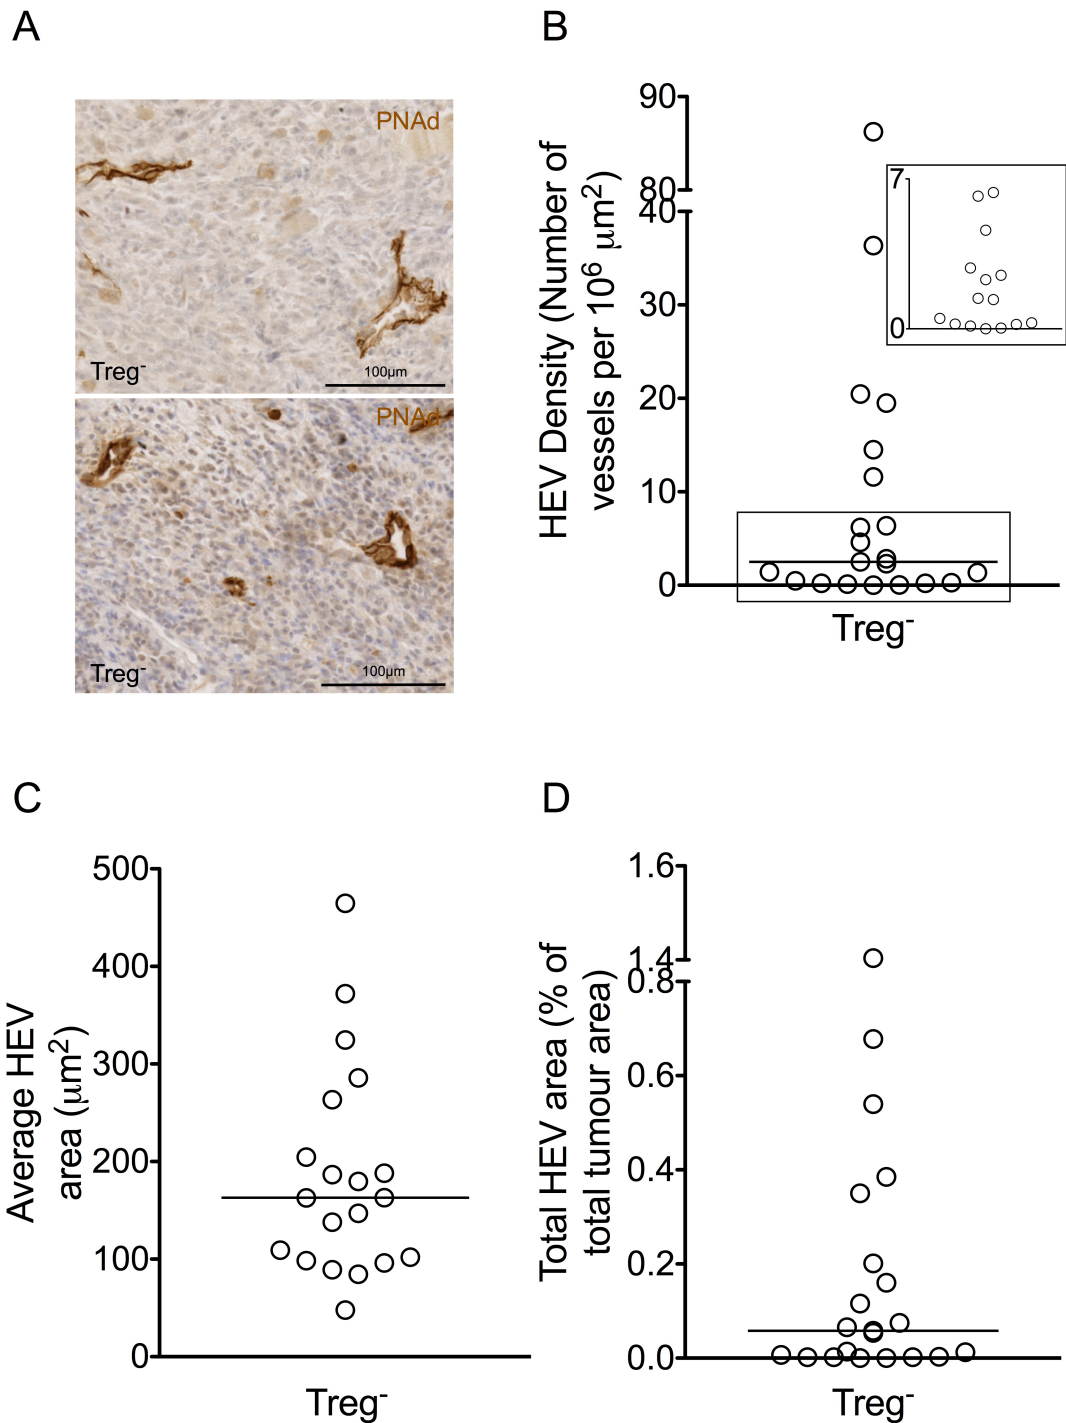 A
PNAd
Treg-
100μm
PNAd
Treg-
100μm
B
HEV Density (Number of
vessels per 10⁶ μm²)
90
80
40
30
20
10
0
7
0
Treg-
C
Average HEV
area (μm²)
500
400
300
200
100
0
Treg-
D
Total HEV area (% of
total tumour area)
1.6
1.4
0.8
0.6
0.4
0.2
0.0
Treg-